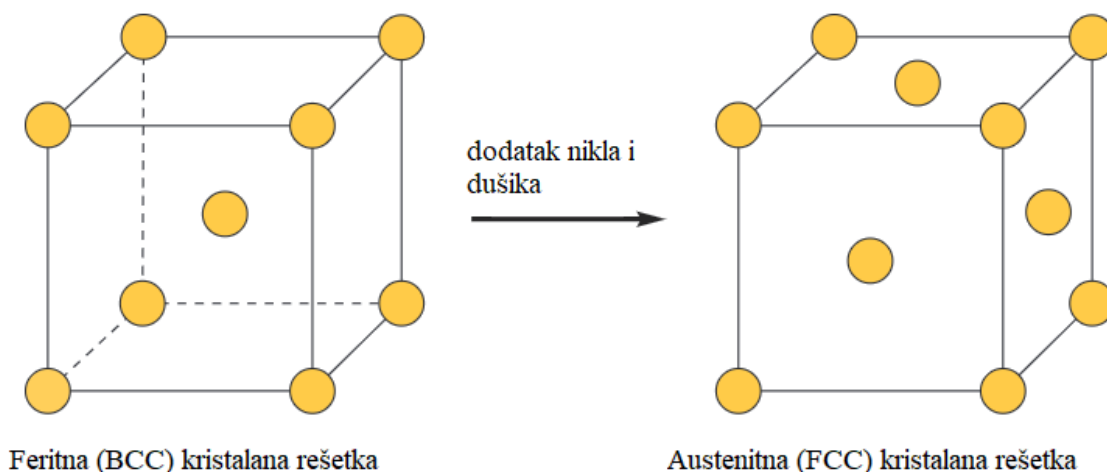 dodatak nikla i
dušika
Feritna (BCC) kristalana rešetka
Austenitna (FCC) kristalana rešetka